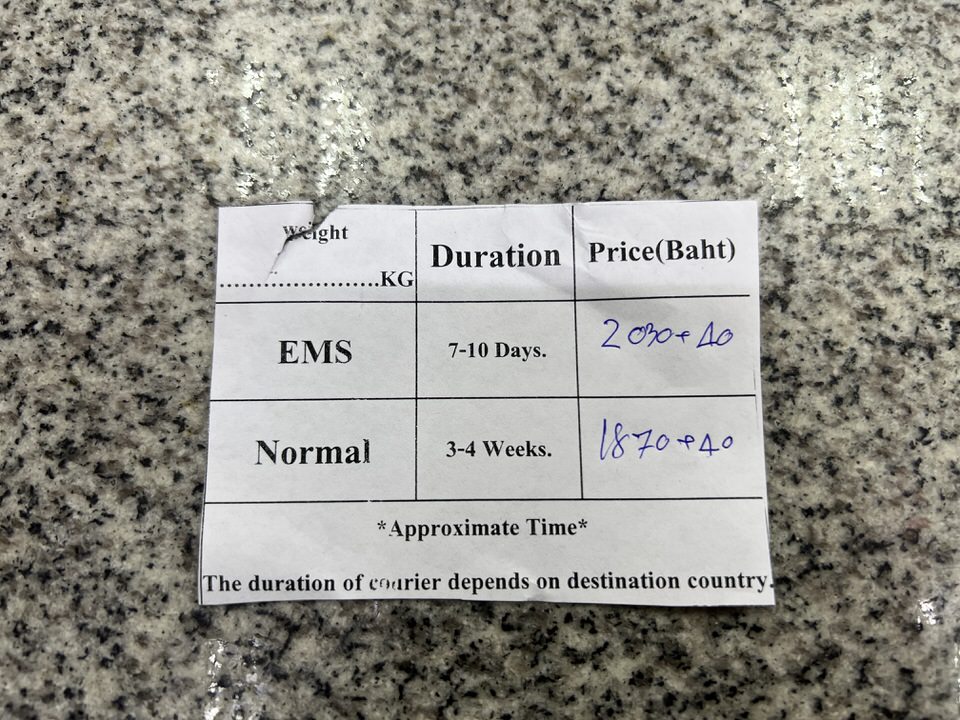 Weight
......................KG
Duration
Price(Baht)
EMS
7-10 Days.
2030+40
Normal
3-4 Weeks.
1870+40
*Approximate Time*
The duration of courier depends on destination country.